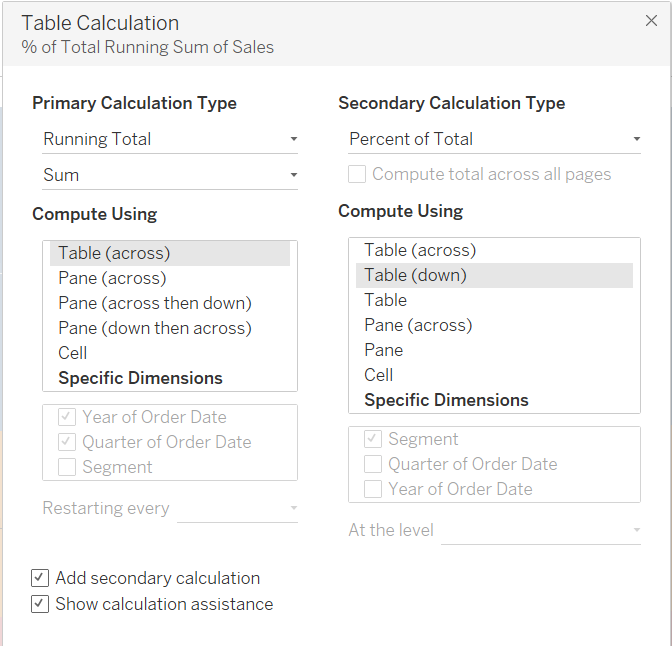 Table Calculation
% of Total Running Sum of Sales
Primary Calculation Type
Running Total
Sum
Compute Using
Table (across)
Pane (across)
Pane (across then down)
Pane (down then across)
Cell
Specific Dimensions
Year of Order Date
Quarter of Order Date
Segment
Restarting every
Secondary Calculation Type
Percent of Total
Compute total across all pages
Compute Using
Table (across)
Table (down)
Table
Pane (across)
Pane
Cell
Specific Dimensions
Segment
Quarter of Order Date
Year of Order Date
At the level
Add secondary calculation
Show calculation assistance